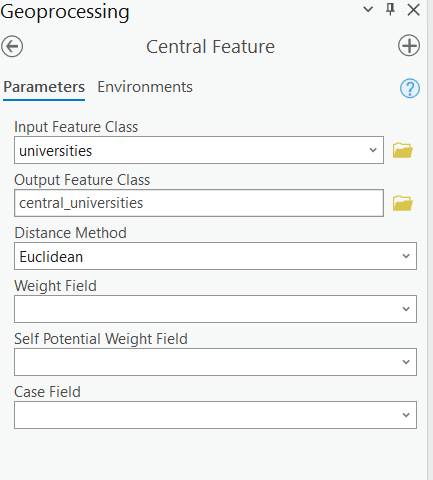 Geoprocessing
Central Feature
Parameters Environments
Input Feature Class
universities
Output Feature Class
central_universities
Distance Method
Euclidean
Weight Field
Self Potential Weight Field
Case Field